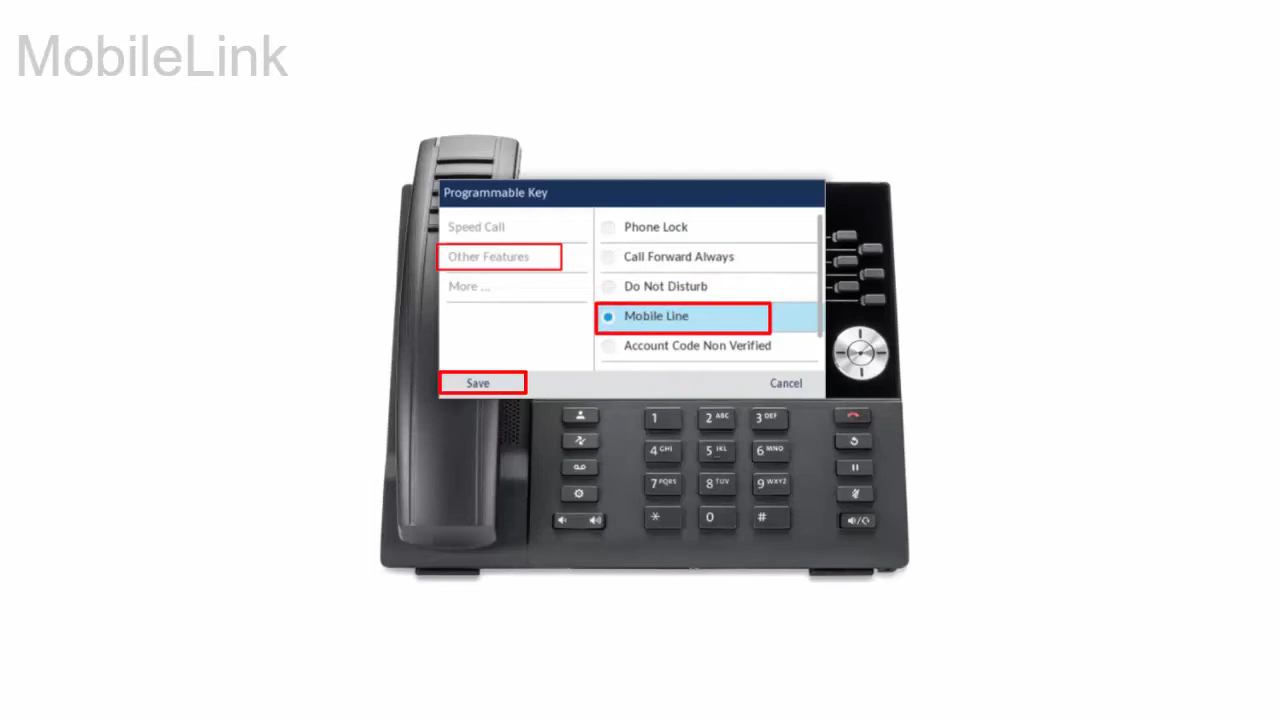 MobileLink
Programmable Key
Speed Call
Other Features
More ...
Phone Lock
Call Forward Always
Do Not Disturb
Mobile Line
Account Code Non Verified
Save
Cancel
1 2 ABC 3 DEF
4 GHI 5 JKL 6 MNO
7 PQRS 8 TUV 9 WXYZ
* 0 #